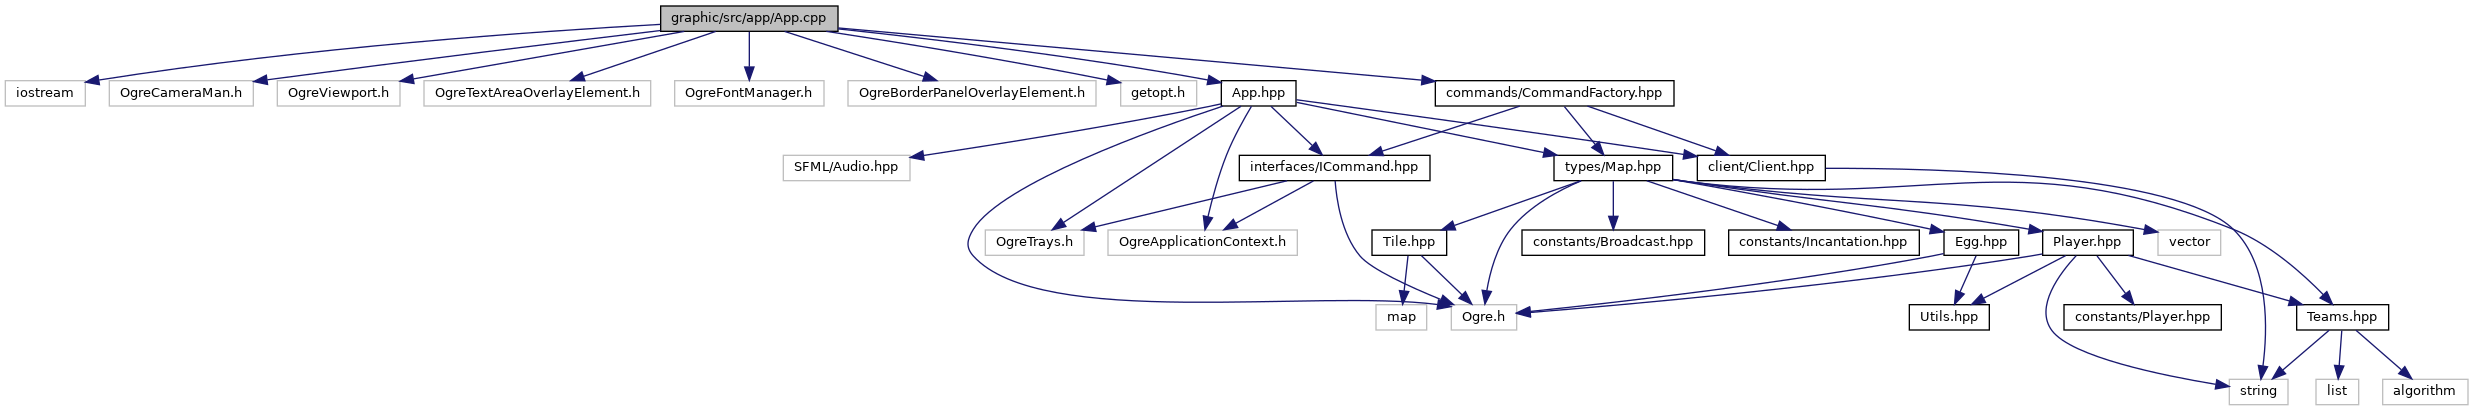 graphic/src/app/App.cpp
iostream
OgreCameraMan.h
OgreViewport.h
OgreTextAreaOverlayElement.h
OgreFontManager.h
OgreBorderPanelOverlayElement.h
getopt.h
App.hpp
commands/CommandFactory.hpp
SFML/Audio.hpp
interfaces/ICommand.hpp
types/Map.hpp
client/Client.hpp
OgreTrays.h
OgreApplicationContext.h
Tile.hpp
constants/Broadcast.hpp
constants/Incantation.hpp
Egg.hpp
Player.hpp
vector
map
Ogre.h
Utils.hpp
constants/Player.hpp
Teams.hpp
string
list
algorithm